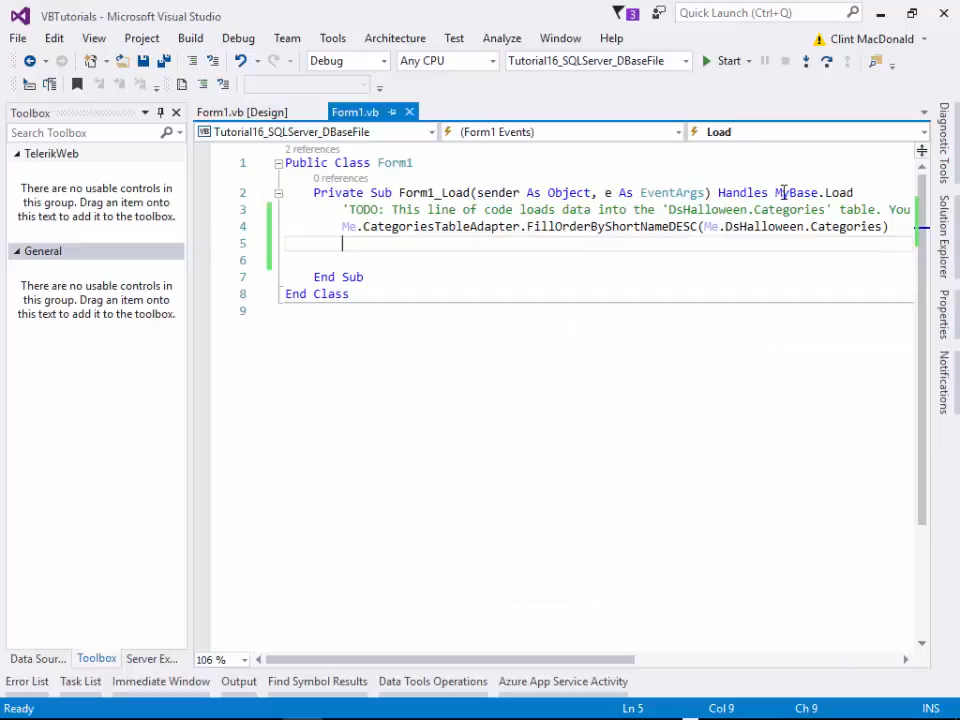 VBTutorials - Microsoft Visual Studio
3
Quick Launch (Ctrl+Q)
File Edit View Project Build Debug Team Tools Architecture Test Analyze Window Help
Clint MacDonald
Debug Any CPU Tutorial16_SQLServer_DBaseFile Start
Toolbox
Form1.vb [Design] Form1.vb
Search Toolbox
VB Tutorial16_SQLServer_DBaseFile (Form1 Events) Load
TelerikWeb
There are no usable controls in this group. Drag an item onto this text to add it to the toolbox.
General
There are no usable controls in this group. Drag an item onto this text to add it to the toolbox.
2 references
1 Public Class Form1
0 references
2 Private Sub Form1_Load(sender As Object, e As EventArgs) Handles MyBase.Load
3 'TODO: This line of code loads data into the 'DsHalloween.Categories' table. You
4 Me.CategoriesTableAdapter.FillOrderByShortNameDESC(Me.DsHalloween.Categories)
5
6
7 End Sub
8 End Class
9
Diagnostic Tools
Solution Explorer
Properties
Notifications
106 %
Data Sour... Toolbox Server Ex...
Error List Task List Immediate Window Output Find Symbol Results Data Tools Operations Azure App Service Activity
Ready Ln 5 Col 9 Ch 9 INS